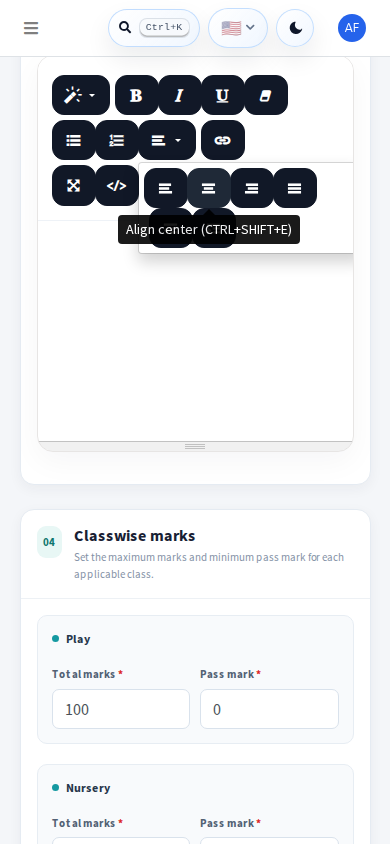 Ctrl+K
AF
B I U
</>
Align center (CTRL+SHIFT+E)
04
Classwise marks
Set the maximum marks and minimum pass mark for each
applicable class.
Play
Total marks *
Pass mark *
100
0
Nursery
Total marks *
Pass mark *